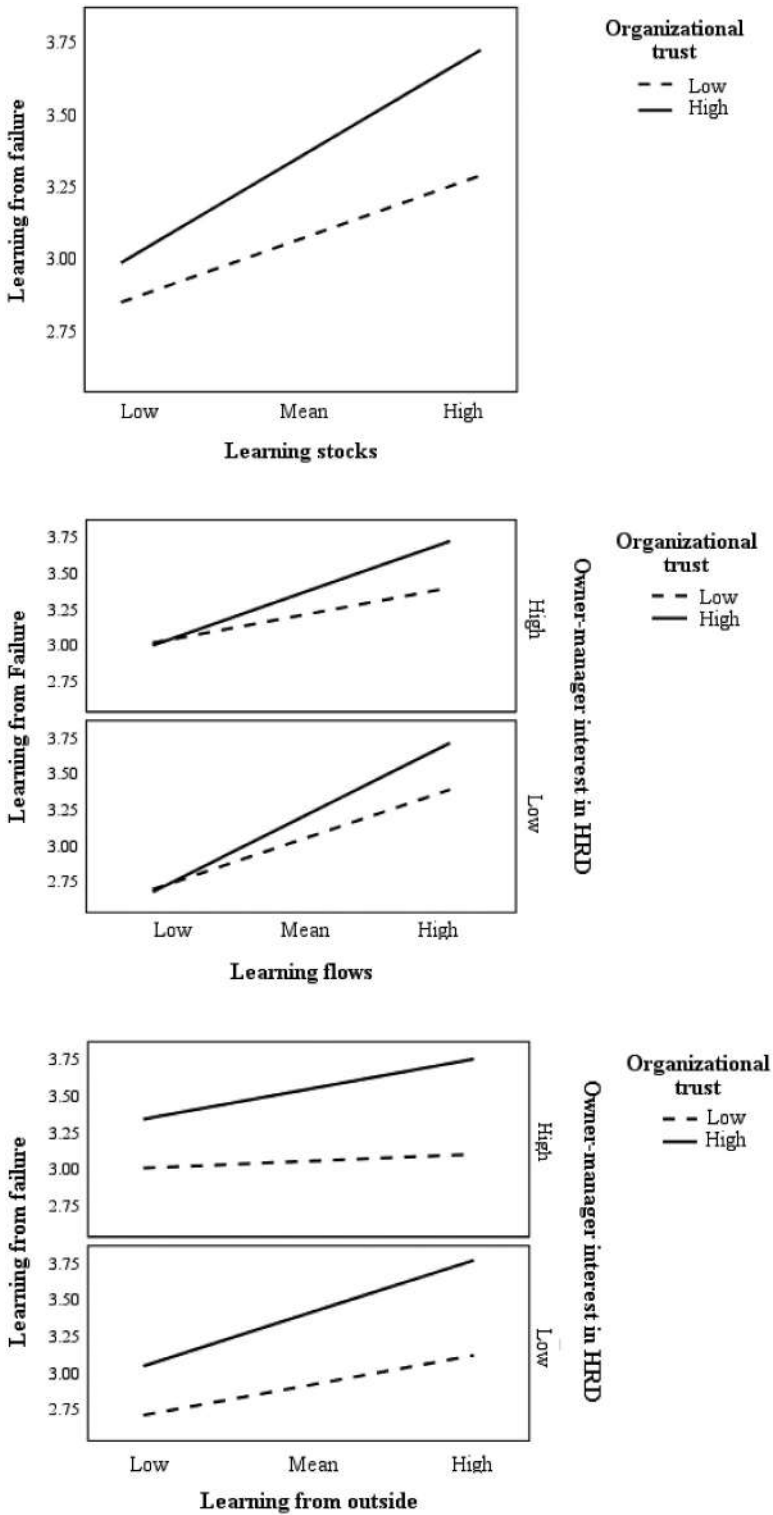 3.75
3.50
3.25
3.00
2.75
Learning from failure
Low
Mean
High
Learning stocks
Organizational
trust
Low
High
3.75
3.50
3.25
3.00
2.75
3.75
3.50
3.25
3.00
2.75
Learning from Failure
Low
Mean
High
Learning flows
High
Low
Owner-manager interest in HRD
Organizational
trust
Low
High
3.75
3.50
3.25
3.00
2.75
3.75
3.50
3.25
3.00
2.75
Learning from failure
Low
Mean
High
Learning from outside
High
Low
Owner-manager interest in HRD
Organizational
trust
Low
High